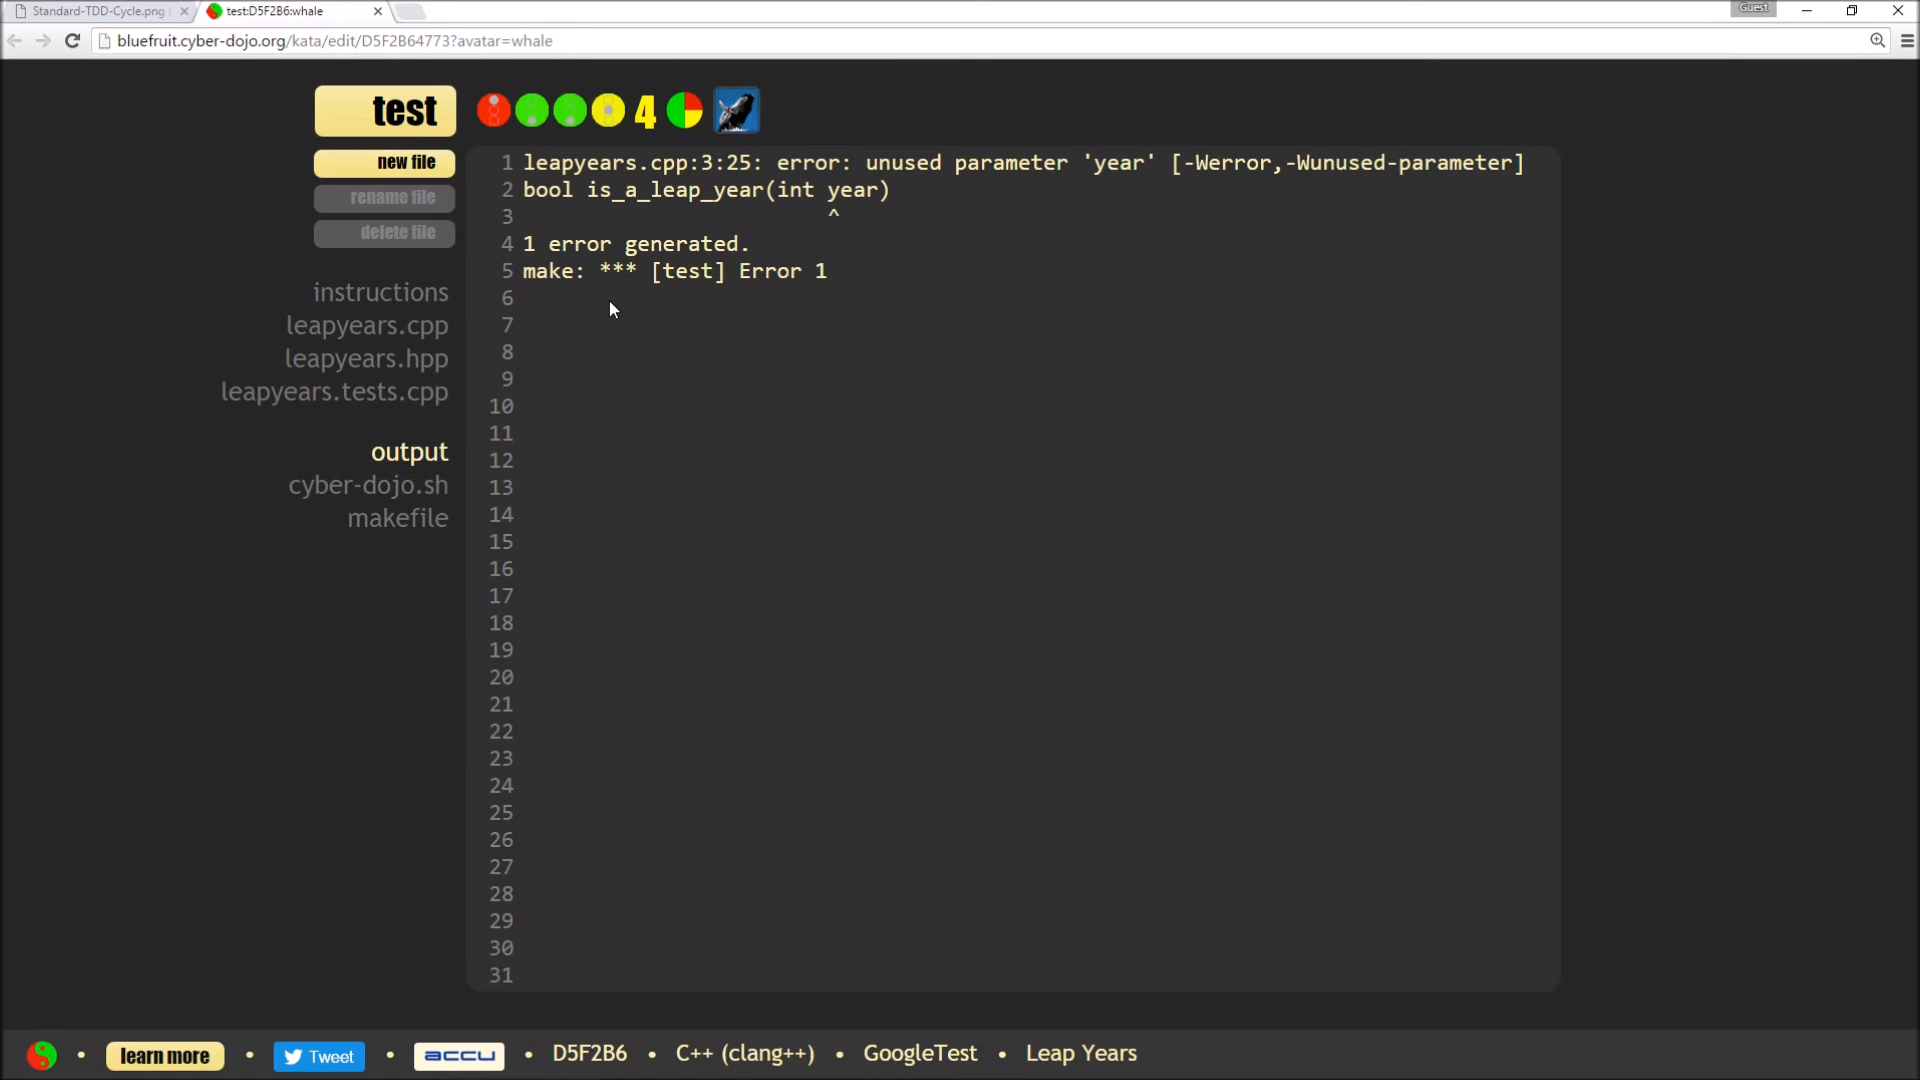 Standard-TDD-Cycle.png (
test:D5F2B6:whale
Guest
bluefruit.cyber-dojo.org/kata/edit/D5F2B64773?avatar=whale
test
4
new file
rename file
delete file
instructions
leapyears.cpp
leapyears.hpp
leapyears.tests.cpp
output
cyber-dojo.sh
makefile
1 leapyears.cpp:3:25: error: unused parameter 'year' [-Werror,-Wunused-parameter]
2 bool is_a_leap_year(int year)
3 ^
4 1 error generated.
5 make: *** [test] Error 1
6
7
8
9
10
11
12
13
14
15
16
17
18
19
20
21
22
23
24
25
26
27
28
29
30
31
• learn more • Tweet • accu • D5F2B6 • C++ (clang++) • GoogleTest • Leap Years